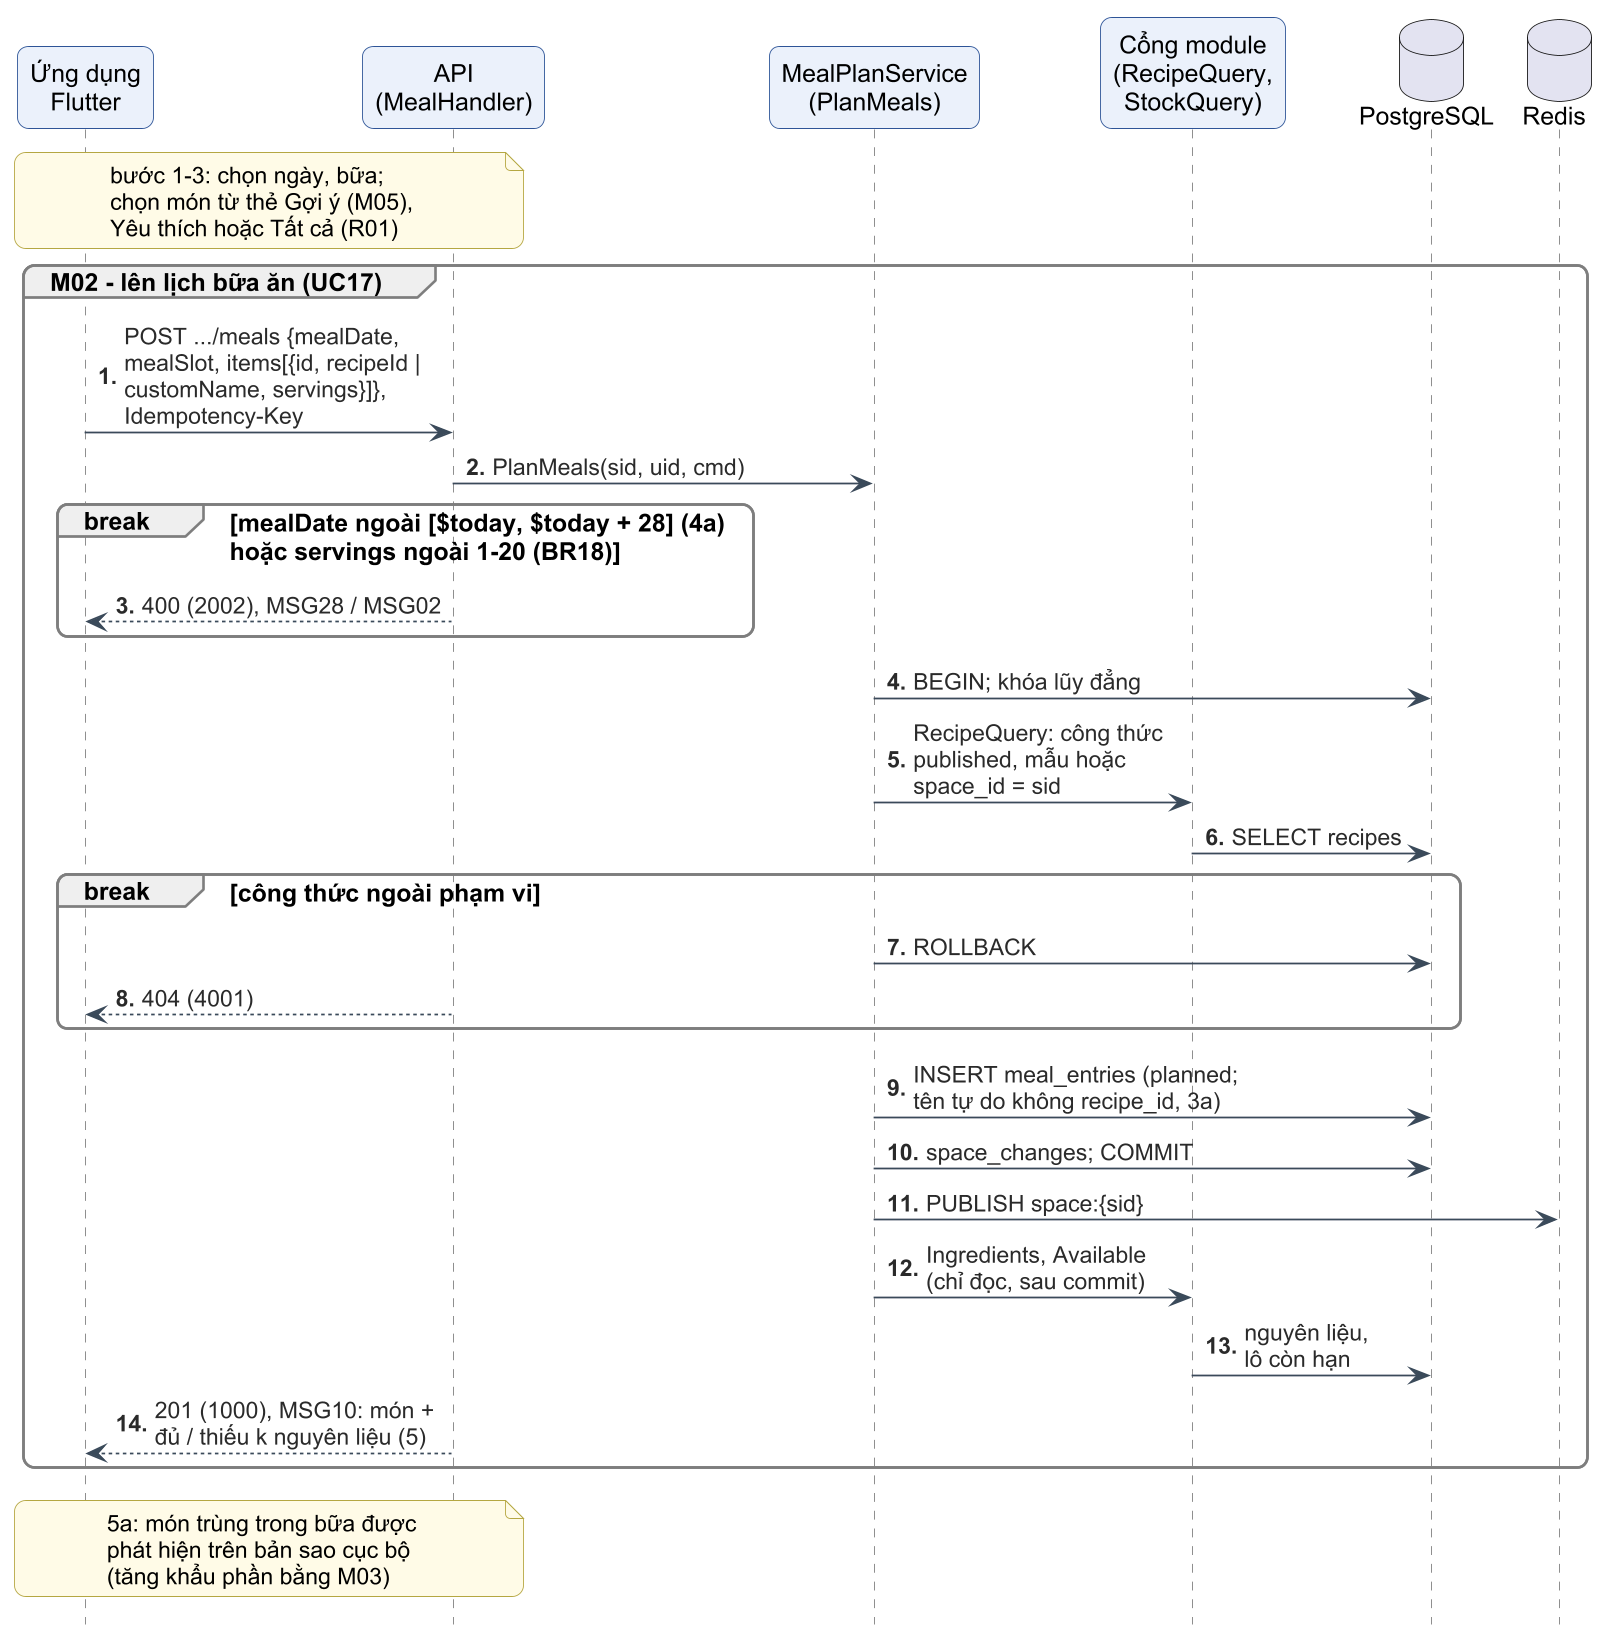 Ứng dụng
Flutter
API
(MealHandler)
MealPlanService
(PlanMeals)
Cổng module
(RecipeQuery,
StockQuery)
PostgreSQL
Redis
bước 1-3: chọn ngày, bữa;
chọn món từ thẻ Gợi ý (M05),
Yêu thích hoặc Tất cả (R01)
M02 - lên lịch bữa ăn (UC17)
1. POST .../meals {mealDate,
mealSlot, items[{id, recipeId |
customName, servings}]},
Idempotency-Key
2. PlanMeals(sid, uid, cmd)
break [mealDate ngoài [$today, $today + 28] (4a)
hoặc servings ngoài 1-20 (BR18)]
3. 400 (2002), MSG28 / MSG02
4. BEGIN; khóa lũy đẳng
5. RecipeQuery: công thức
published, mẫu hoặc
space_id = sid
6. SELECT recipes
break [công thức ngoài phạm vi]
7. ROLLBACK
8. 404 (4001)
9. INSERT meal_entries (planned;
tên tự do không recipe_id, 3a)
10. space_changes; COMMIT
11. PUBLISH space:{sid}
12. Ingredients, Available
(chỉ đọc, sau commit)
13. nguyên liệu,
lô còn hạn
14. 201 (1000), MSG10: món +
đủ / thiếu k nguyên liệu (5)
5a: món trùng trong bữa được
phát hiện trên bản sao cục bộ
(tăng khẩu phần bằng M03)